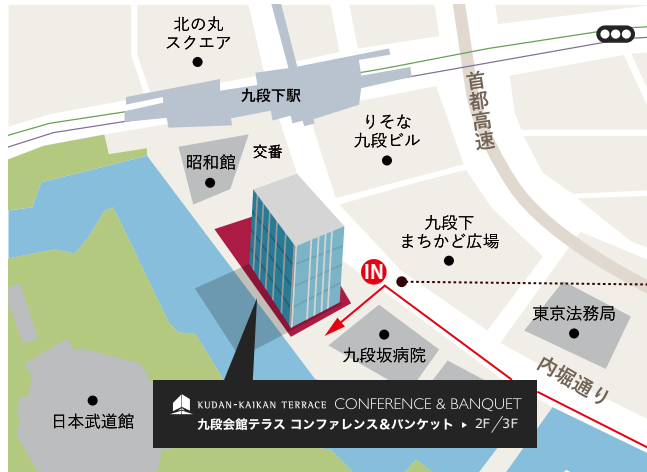 北の丸
スクエア
九段下駅
首都高速
りそな
九段ビル
交番
昭和館
九段下
まちかど広場
IN
東京法務局
九段坂病院
内堀通り
日本武道館
KUDAN-KAIKAN TERRACE CONFERENCE & BANQUET
九段会館テラス コンファレンス&バンケット ▶ 2F/3F